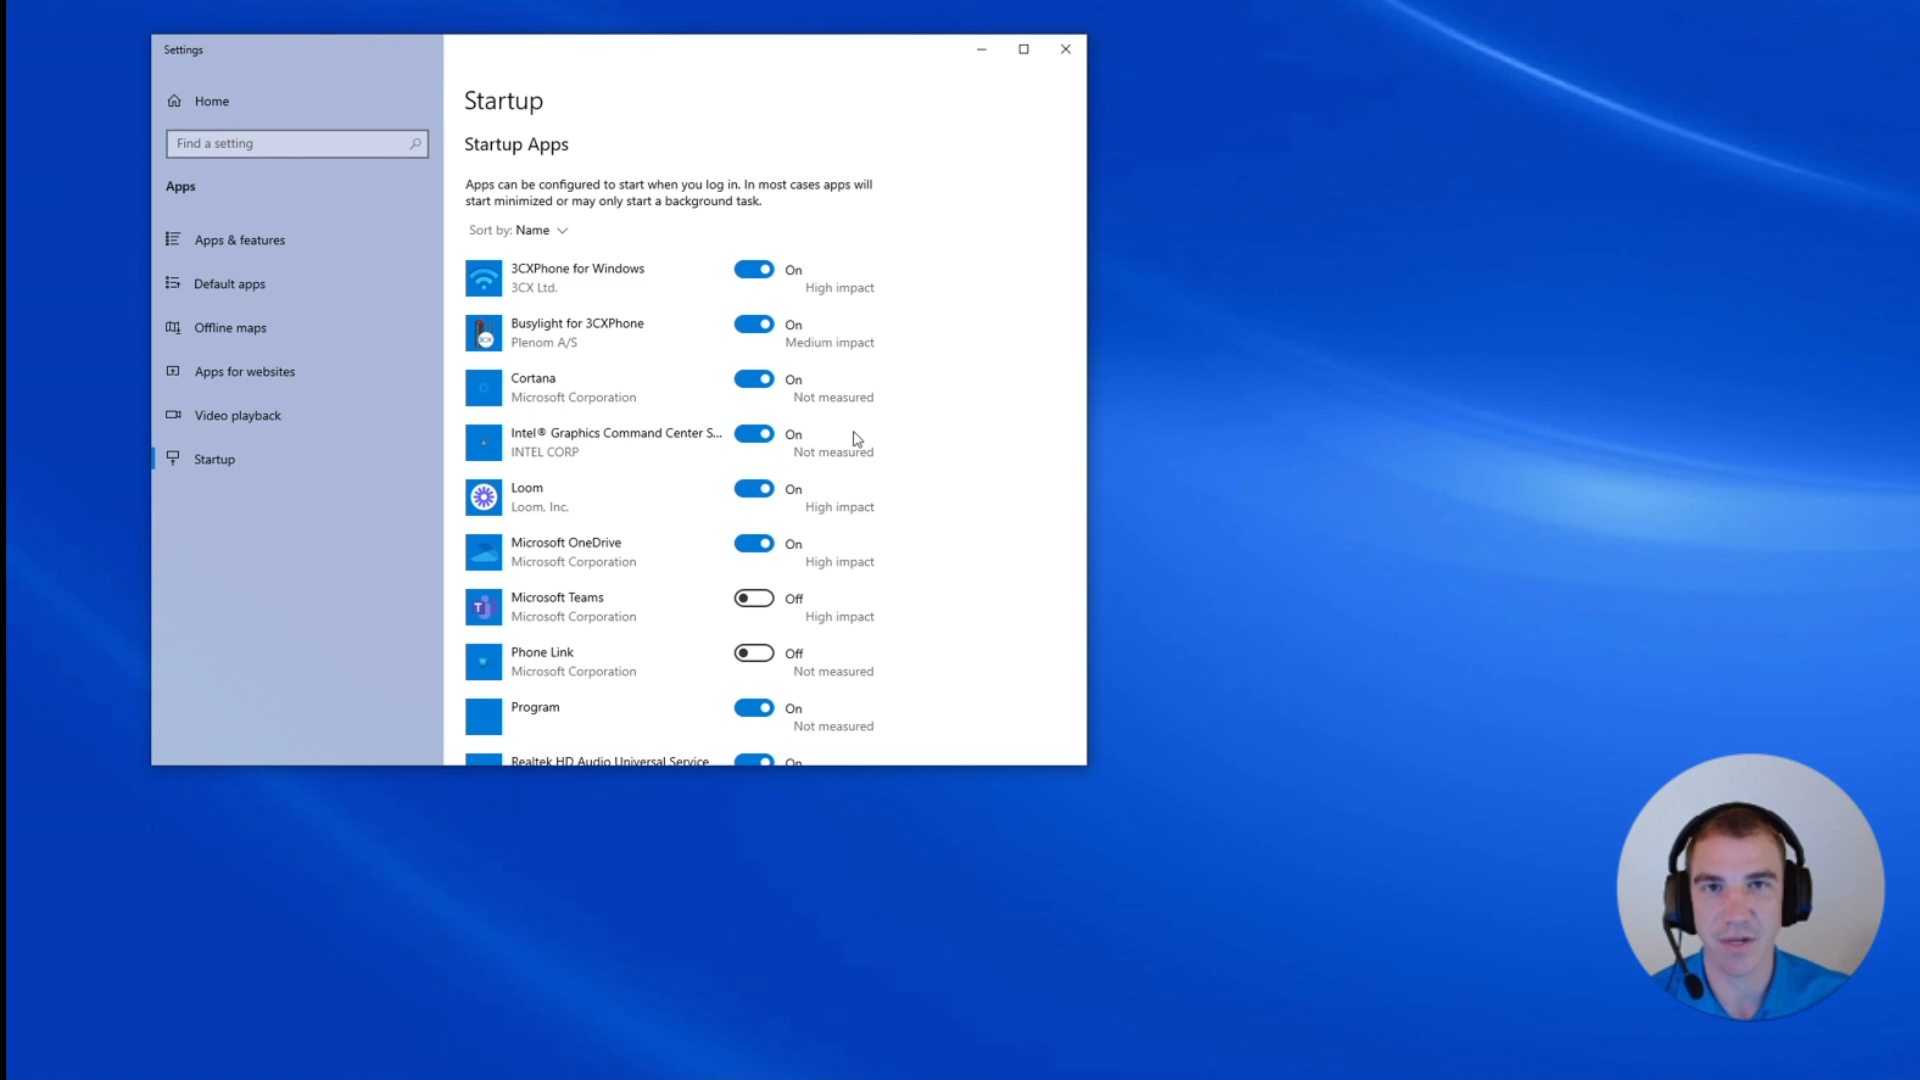 Settings
Home
Find a setting
Apps
Apps & features
Default apps
Offline maps
Apps for websites
Video playback
Startup
Startup
Startup Apps
Apps can be configured to start when you log in. In most cases apps will
start minimized or may only start a background task.
Sort by: Name
3CXPhone for Windows
On
3CX Ltd.
High impact
Busylight for 3CXPhone
On
Plenom A/S
Medium impact
Cortana
On
Microsoft Corporation
Not measured
Intel® Graphics Command Center S...
On
INTEL CORP
Not measured
Loom
On
Loom, Inc.
High impact
Microsoft OneDrive
On
Microsoft Corporation
High impact
Microsoft Teams
Off
Microsoft Corporation
High impact
Phone Link
Off
Microsoft Corporation
Not measured
Program
On
Not measured
Realtek HD Audio Universal Service
On